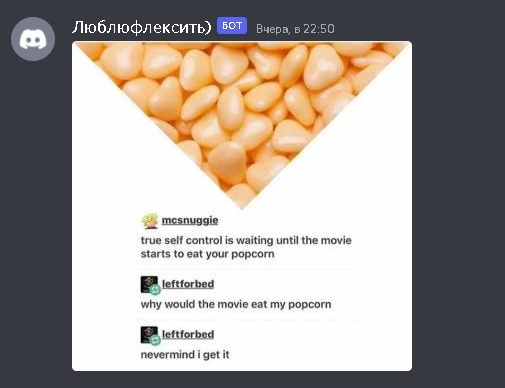 Люблюфлексить) БОТ Вчера, в 22:50
mcsnuggie
true self control is waiting until the movie
starts to eat your popcorn
leftforbed
why would the movie eat my popcorn
leftforbed
nevermind i get it